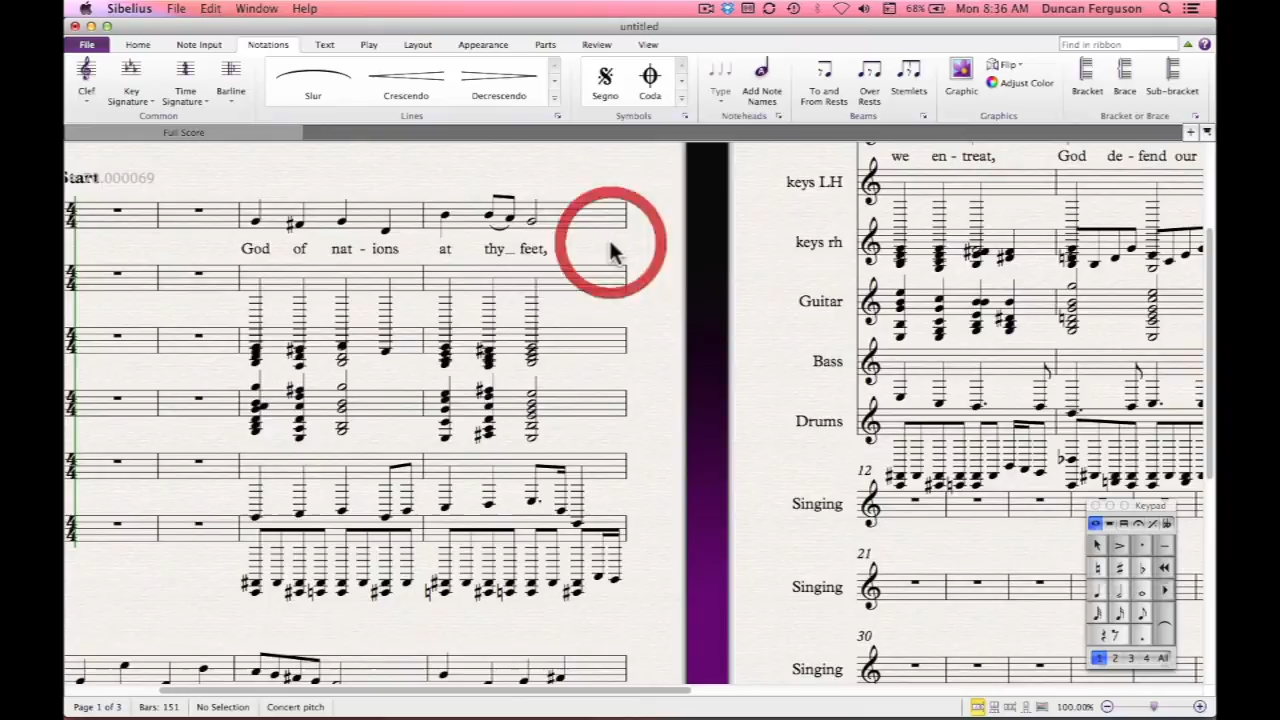 Sibelius File Edit Window Help 68% Mon 8:36 AM Duncan Ferguson
untitled
File Home Note Input Notations Text Play Layout Appearance Parts Review View Find in ribbon
Clef Key Signature Time Signature Barline Slur Crescendo Decrescendo Segno Coda Type Add Note Names To and From Rests Over Rests Stemlets Graphic Flip Adjust Color Bracket Brace Sub-bracket
Common Lines Symbols Noteheads Beams Graphics Bracket or Brace
Full Score
Start .000069
God of nat - ions at thy feet,
we en - treat, God de - fend our
keys LH
keys rh
Guitar
Bass
Drums
12
Singing
21
Singing
30
Singing
Keypad
1 2 3 4 All
Page 1 of 3 Bars: 151 No Selection Concert pitch 100.00%